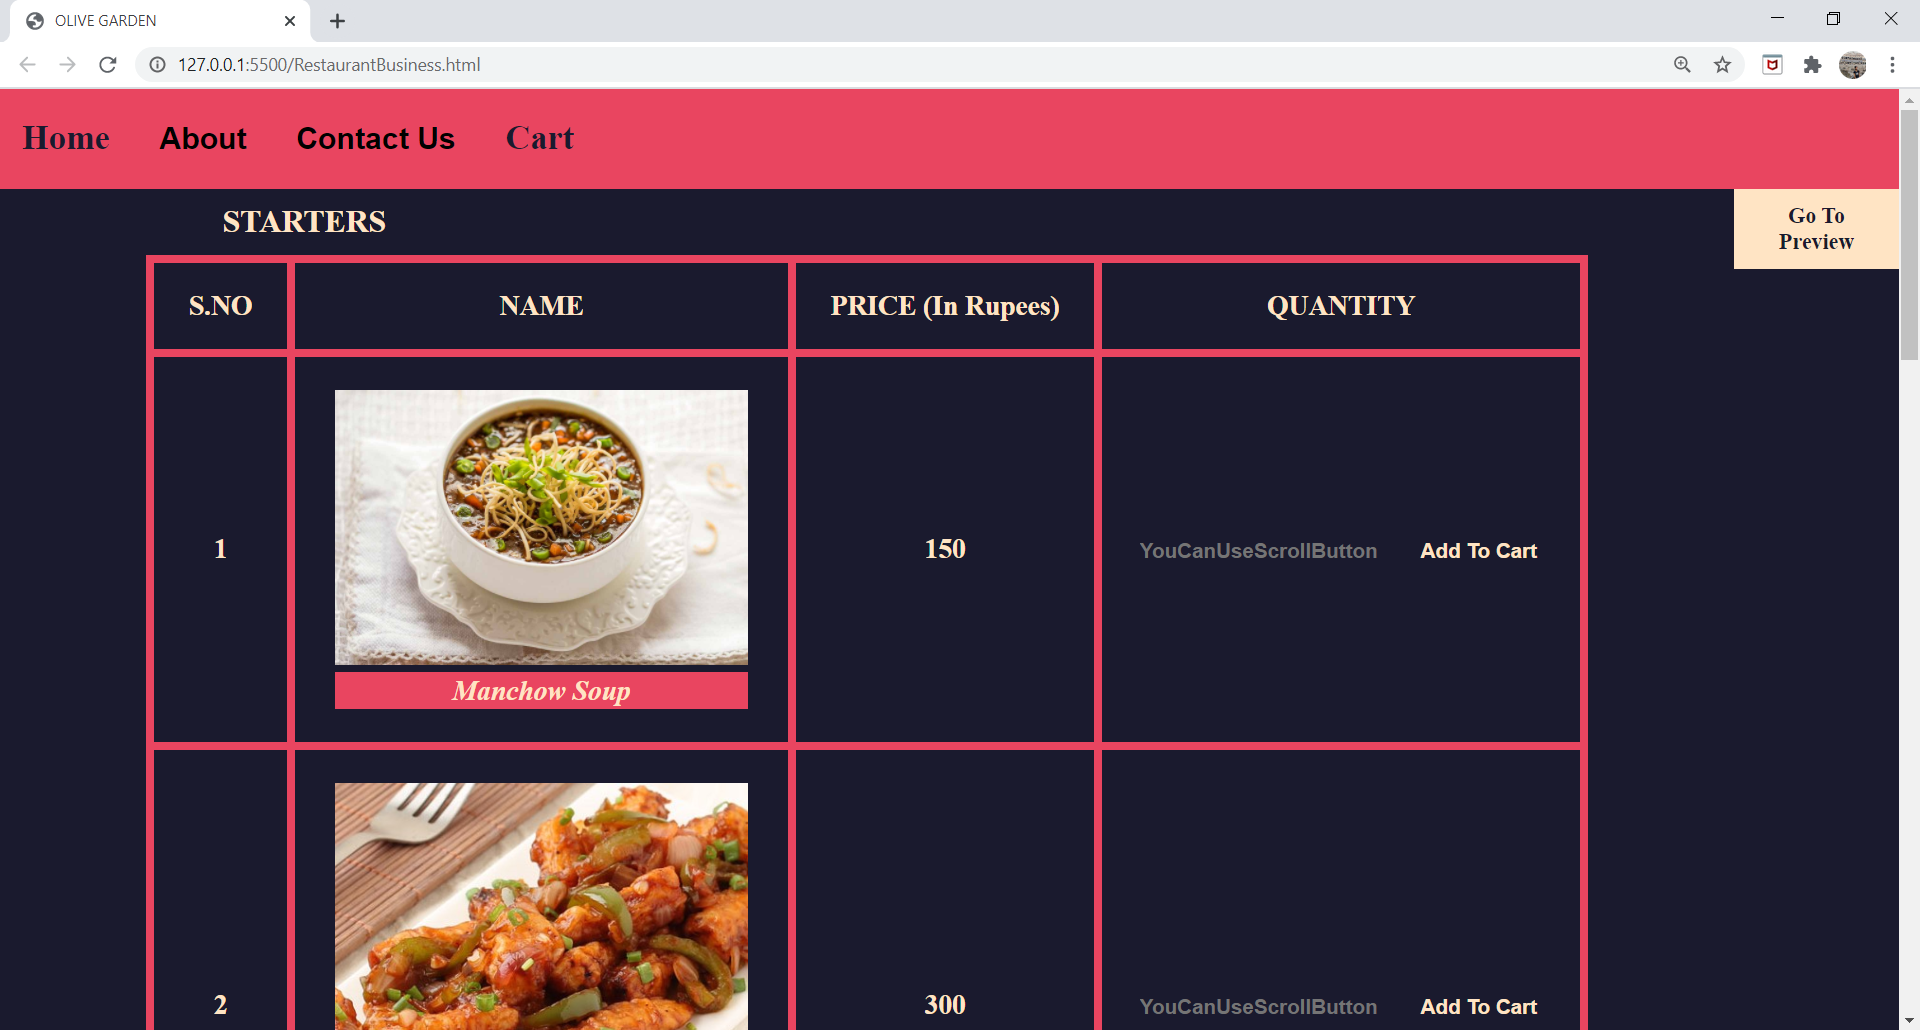 OLIVE GARDEN
127.0.0.1:5500/RestaurantBusiness.html
Home About Contact Us Cart
STARTERS
Go To
Preview
S.NO NAME PRICE (In Rupees) QUANTITY
1 150 YouCanUseScrollButton Add To Cart
Manchow Soup
2 300 YouCanUseScrollButton Add To Cart